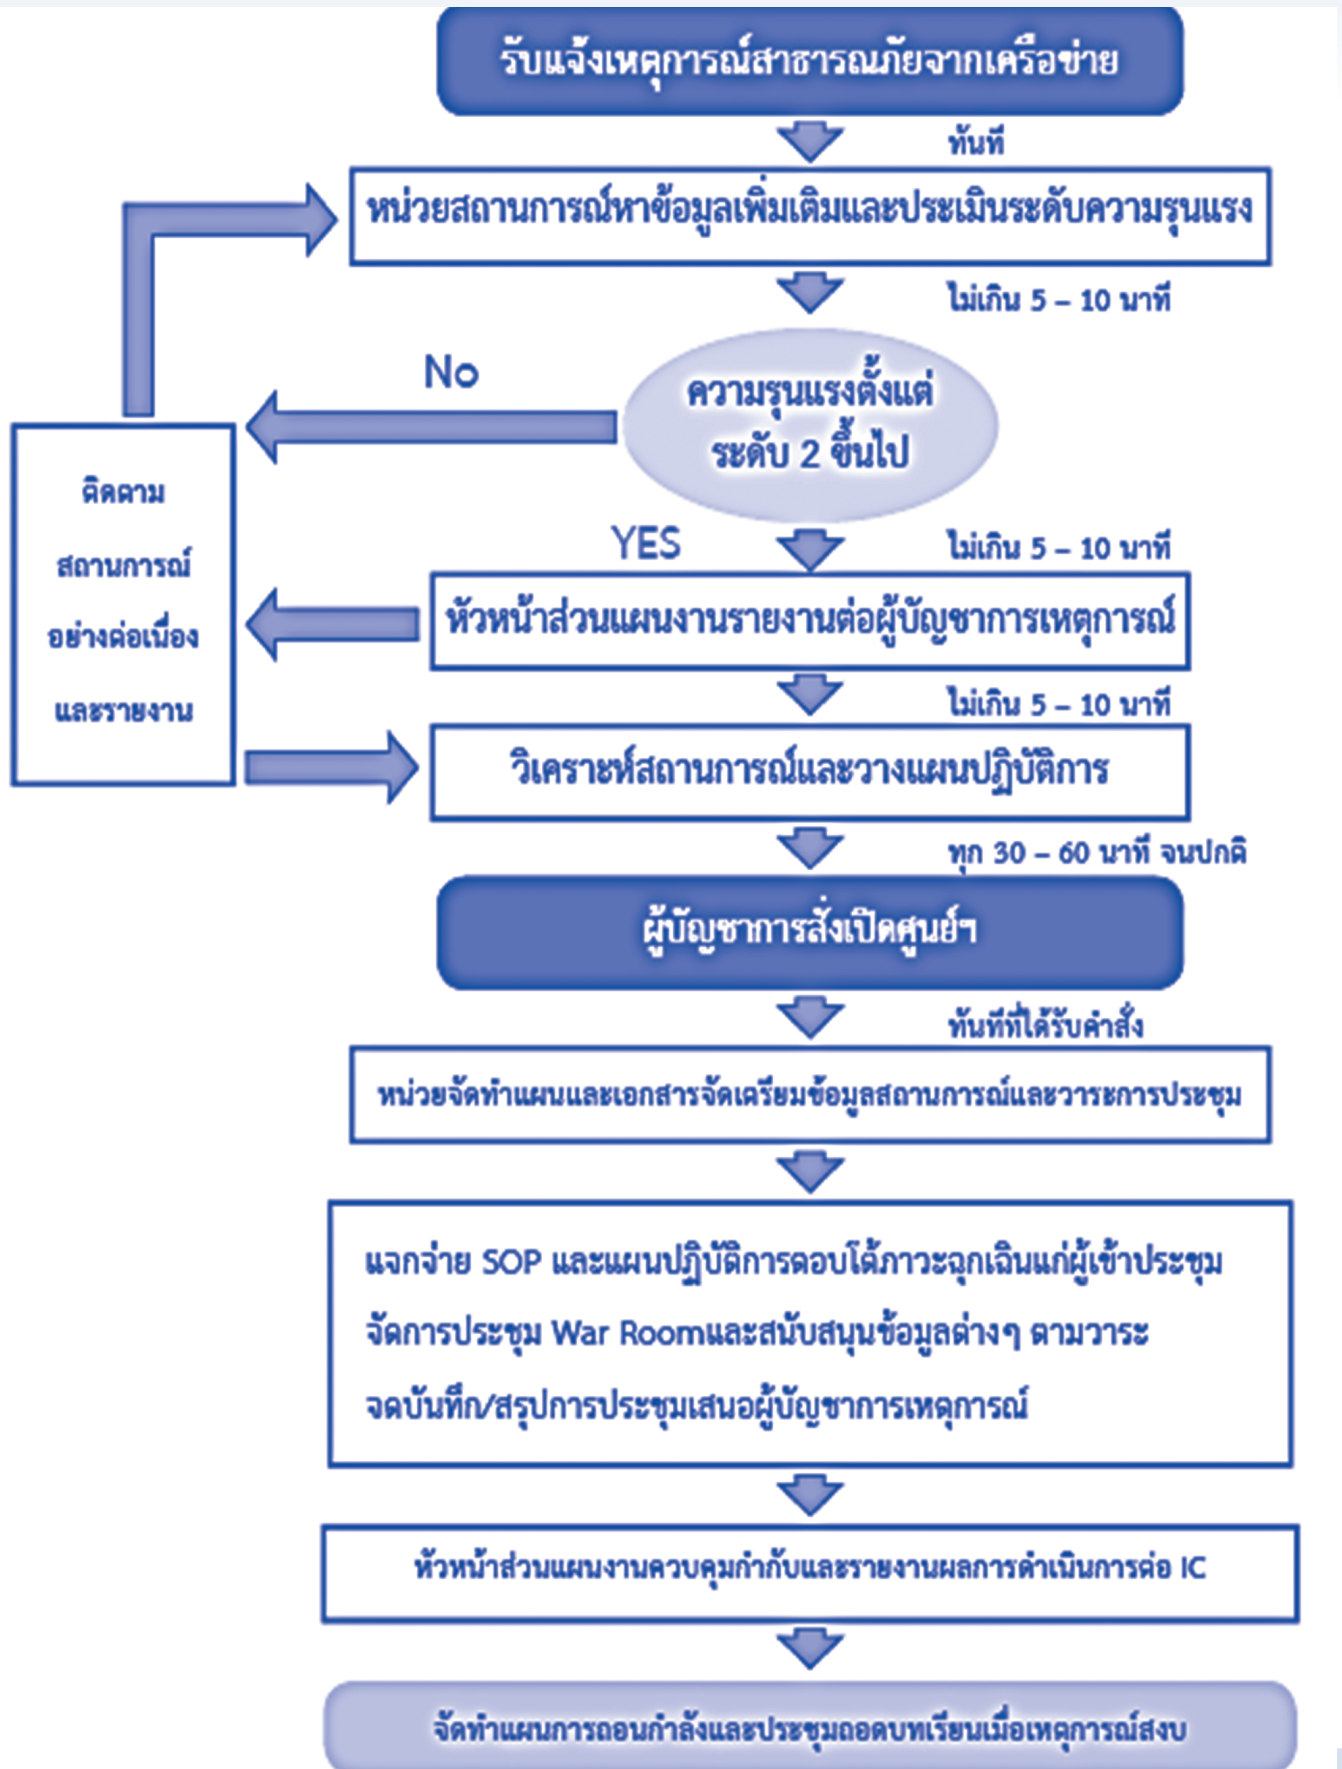 รับแจ้งเหตุการณ์สาธารณภัยจากเครือข่าย
ทันที
หน่วยสถานการณ์หาข้อมูลเพิ่มเติมและประเมินระดับความรุนแรง
ไม่เกิน 5 – 10 นาที
No
ความรุนแรงตั้งแต่
ระดับ 2 ขึ้นไป
ติดตาม
สถานการณ์
อย่างต่อเนื่อง
และรายงาน
YES
ไม่เกิน 5 – 10 นาที
หัวหน้าส่วนแผนงานรายงานต่อผู้บัญชาการเหตุการณ์
ไม่เกิน 5 – 10 นาที
วิเคราะห์สถานการณ์และวางแผนปฏิบัติการ
ทุก 30 – 60 นาที จนปกติ
ผู้บัญชาการสั่งเปิดศูนย์ฯ
ทันทีที่ได้รับคำสั่ง
หน่วยจัดทำแผนและเอกสารจัดเตรียมข้อมูลสถานการณ์และวาระการประชุม
แจกจ่าย SOP และแผนปฏิบัติการตอบโต้ภาวะฉุกเฉินแก่ผู้เข้าประชุม
จัดการประชุม War Roomและสนับสนุนข้อมูลต่างๆ ตามวาระ
จดบันทึก/สรุปการประชุมเสนอผู้บัญชาการเหตุการณ์
หัวหน้าส่วนแผนงานควบคุมกำกับและรายงานผลการดำเนินการต่อ IC
จัดทำแผนการถอนกำลังและประชุมถอดบทเรียนเมื่อเหตุการณ์สงบ